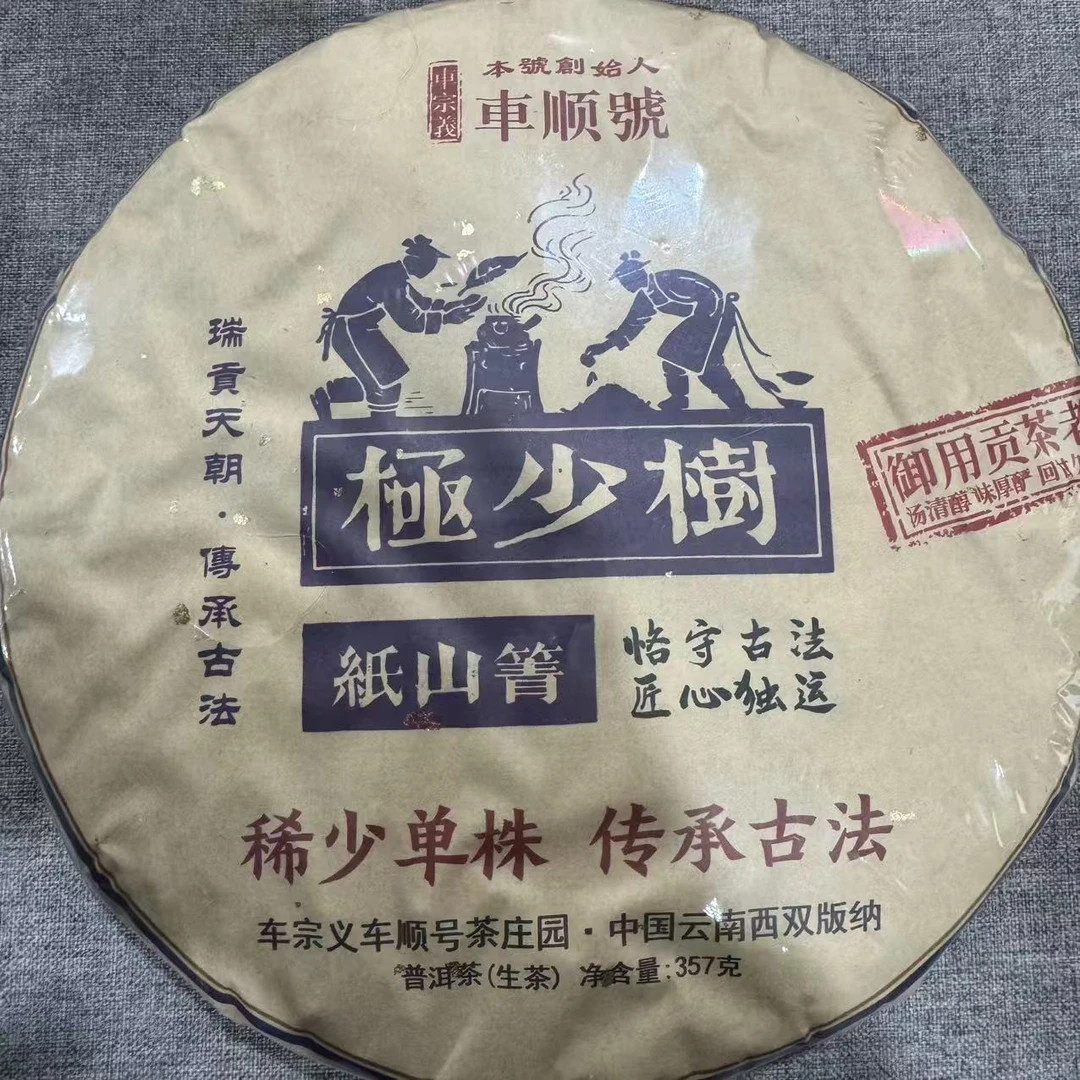 本號創始人
車宗義
車顺號
瑞貢天朝·傳承古法
極少樹
御用贡茶
汤清醇 味厚酽 回
紙山箐
恪守古法
匠心独运
稀少单株 传承古法
车宗义车顺号茶庄园·中国云南西双版纳
普洱茶(生茶) 净含量:357克